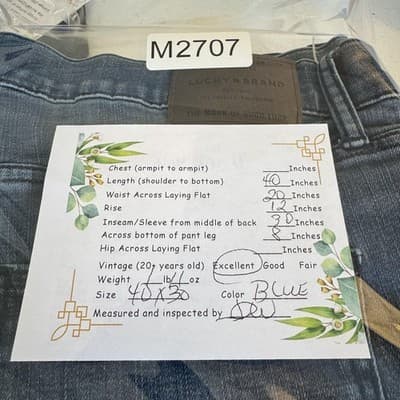 M2707
LUCKY BRAND
Chest (armpit to armpit) Inches
Length (shoulder to bottom) 40 Inches
Waist Across Laying Flat 20 Inches
Rise 12 Inches
Inseam/Sleeve from middle of back 30 Inches
Across bottom of pant leg 8 Inches
Hip Across Laying Flat Inches
Vintage (20+ years old) Excellent Good Fair
Weight 1 lb/1 oz
Size 40X30 Color BLUE
Measured and inspected by